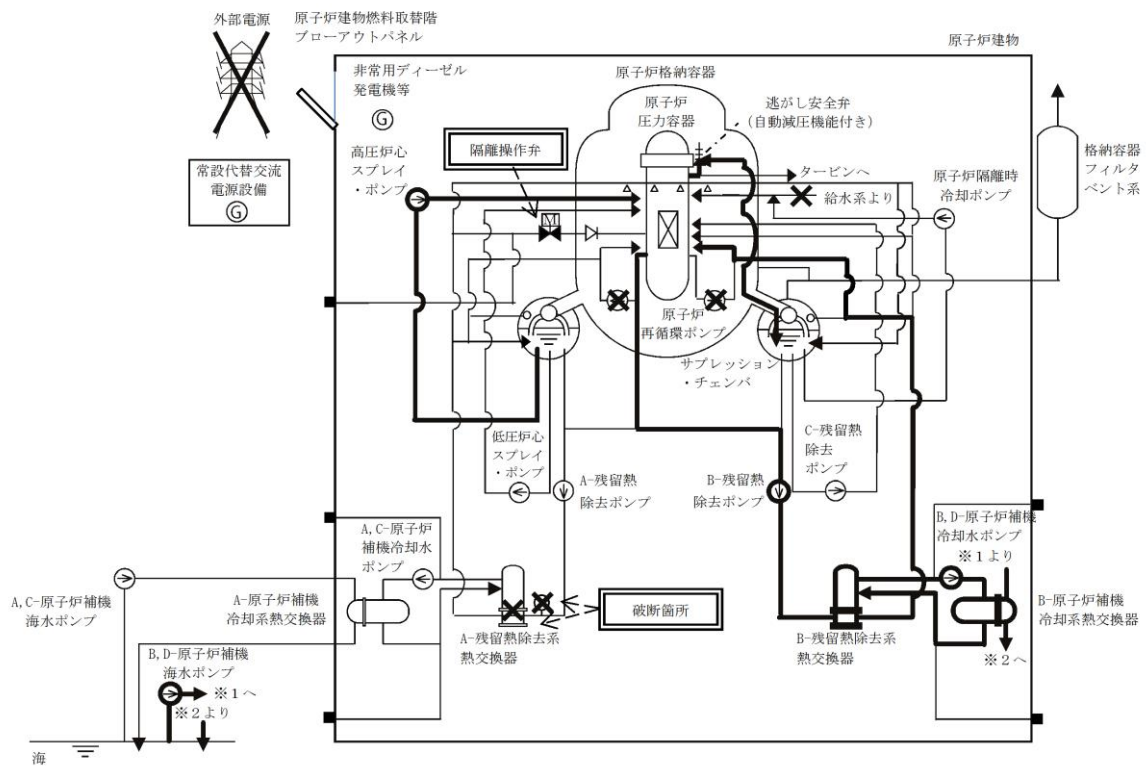 外部電源
原子炉建物燃料取替階
ブローアウトパネル
原子炉建物
非常用ディーゼル
発電機等
G
原子炉格納容器
原子炉
圧力容器
逃がし安全弁
(自動減圧機能付き)
隔離操作弁
高圧炉心
スプレイ
・ポンプ
常設代替交流
電源設備
G
M
タービンへ
給水系より
原子炉隔離時
冷却ポンプ
格納容器
フィルタ
ベント系
原子炉
再循環ポンプ
サプレッション
・チェンバ
低圧炉心
スプレイ
・ポンプ
A-残留熱
除去ポンプ
B-残留熱
除去ポンプ
C-残留熱
除去
ポンプ
A,C-原子炉
補機冷却水
ポンプ
B,D-原子炉補機
冷却水ポンプ
※1より
A,C-原子炉補機
海水ポンプ
A-原子炉補機
冷却系熱交換器
破断箇所
A-残留熱除去系
熱交換器
B-残留熱除去系
熱交換器
B-原子炉補機
冷却系熱交換器
※2へ
B,D-原子炉補機
海水ポンプ
※1へ
※2より
海